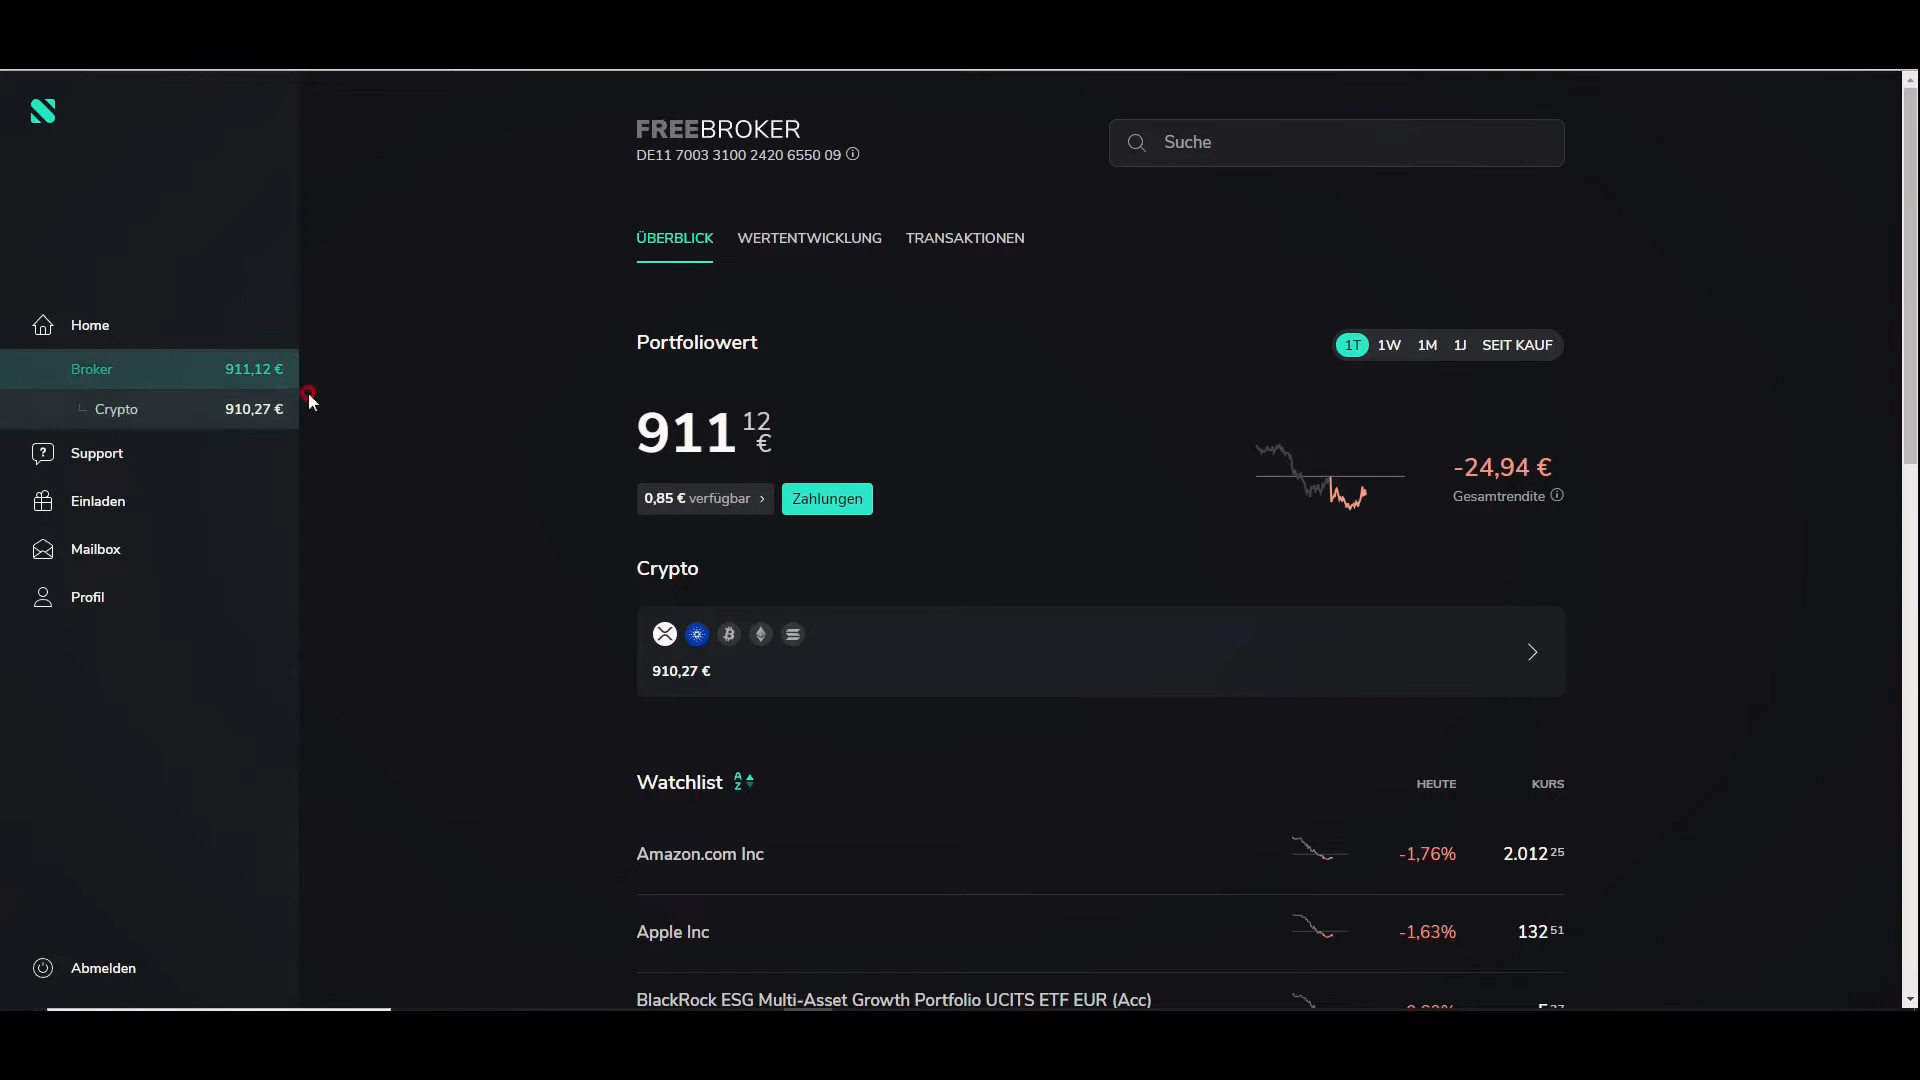 FREEBROKER
DE11 7003 3100 2420 6550 09
Suche
ÜBERBLICK WERTENTWICKLUNG TRANSAKTIONEN
Home
Broker 911,12 €
Crypto 910,27 €
Support
Einladen
Mailbox
Profil
Abmelden
Portfoliowert
1T 1W 1M 1J SEIT KAUF
911 12 €
-24,94 €
Gesamtrendite
0,85 € verfügbar Zahlungen
Crypto
910,27 €
Watchlist HEUTE KURS
Amazon.com Inc -1,76% 2.012 25
Apple Inc -1,63% 132 51
BlackRock ESG Multi-Asset Growth Portfolio UCITS ETF EUR (Acc)